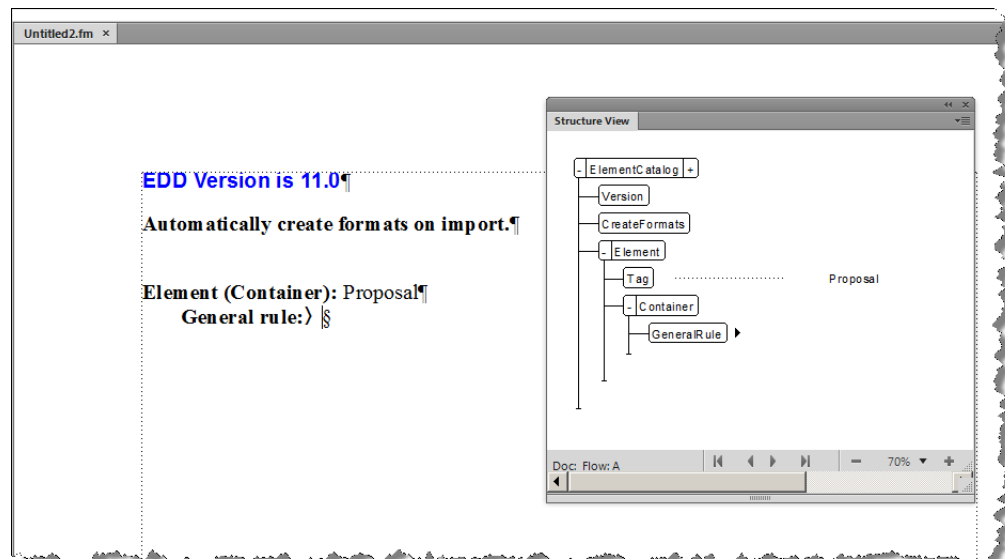 Untitled2.fm ×
Structure View
EDD Version is 11.0¶
Automatically create formats on import.¶
Element (Container): Proposal¶
General rule:⟩ §
- ElementCatalog +
Version
CreateFormats
- Element
Tag Proposal
- Container
GeneralRule
Doc: Flow: A 70%